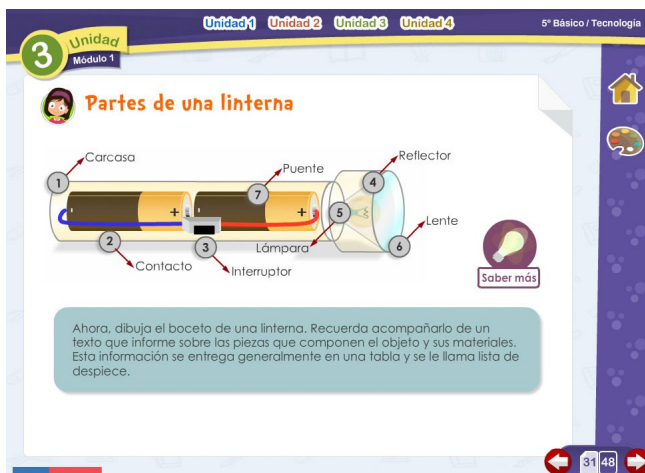 Unidad 1 Unidad 2 Unidad 3 Unidad 4
5º Básico / Tecnología
3 Unidad
Módulo 1
Partes de una linterna
Carcasa
Puente
Reflector
1
7
4
- + - +
5
Lente
2
3
Lámpara
6
Contacto
Interruptor
Saber más
Ahora, dibuja el boceto de una linterna. Recuerda acompañarlo de un
texto que informe sobre las piezas que componen el objeto y sus materiales.
Esta información se entrega generalmente en una tabla y se le llama lista de
despiece.
31 48